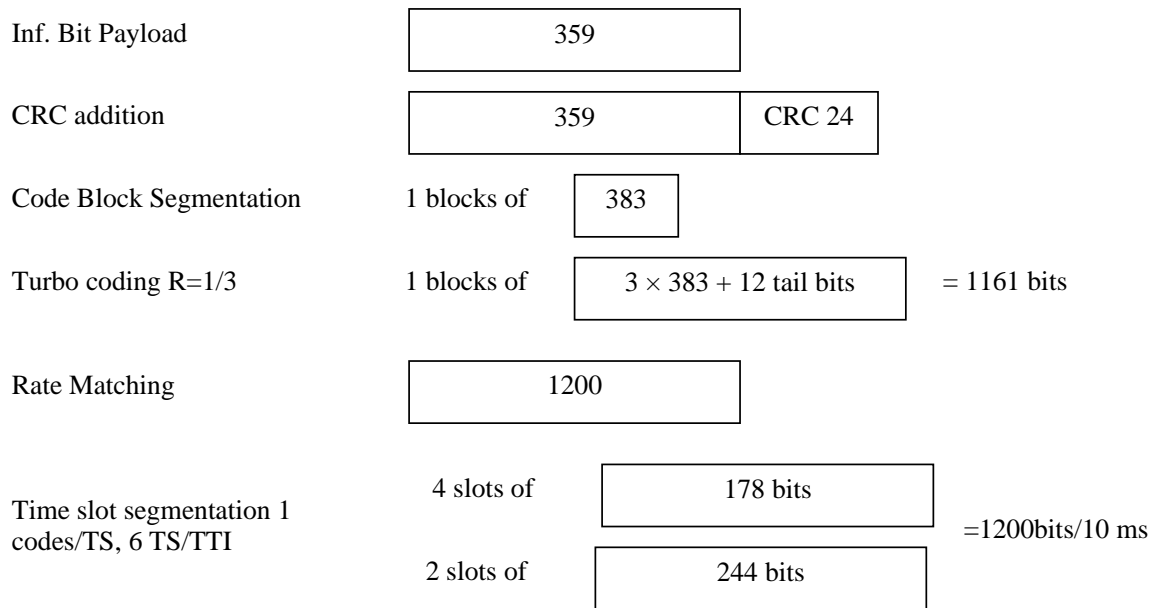 Inf. Bit Payload
359
CRC addition
359 CRC 24
Code Block Segmentation 1 blocks of 383
Turbo coding R=1/3 1 blocks of 3 × 383 + 12 tail bits = 1161 bits
Rate Matching 1200
4 slots of 178 bits
Time slot segmentation 1
codes/TS, 6 TS/TTI
=1200bits/10 ms
2 slots of 244 bits